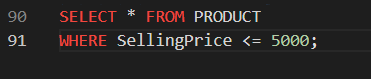 90 SELECT * FROM PRODUCT
91 WHERE SellingPrice <= 5000;